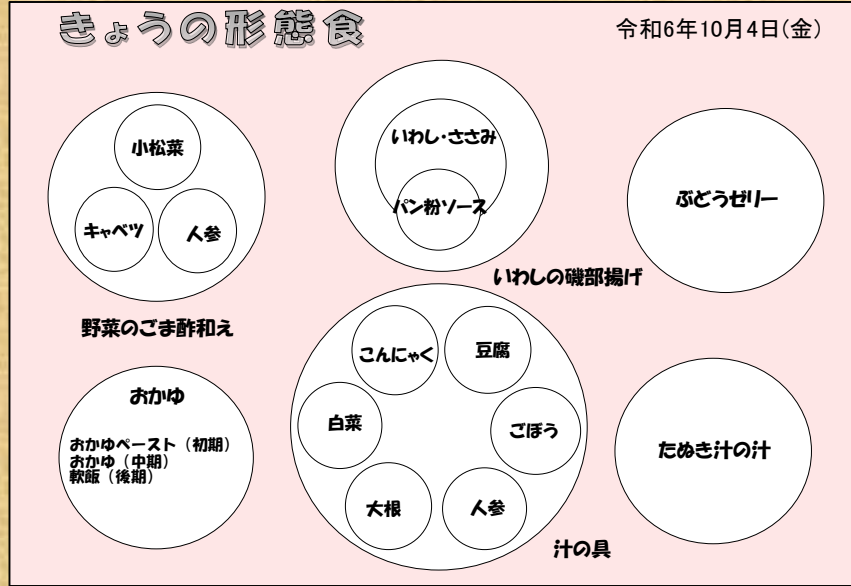 きょうの形態食
令和6年10月4日(金)
小松菜
キャベツ
人参
野菜のごま酢和え
いわし・ささみ
パン粉ソース
いわしの磯部揚げ
ぶどうゼリー
おかゆ
おかゆペースト（初期）
おかゆ（中期）
軟飯（後期）
こんにゃく
豆腐
白菜
ごぼう
大根
人参
汁の具
たぬき汁の汁